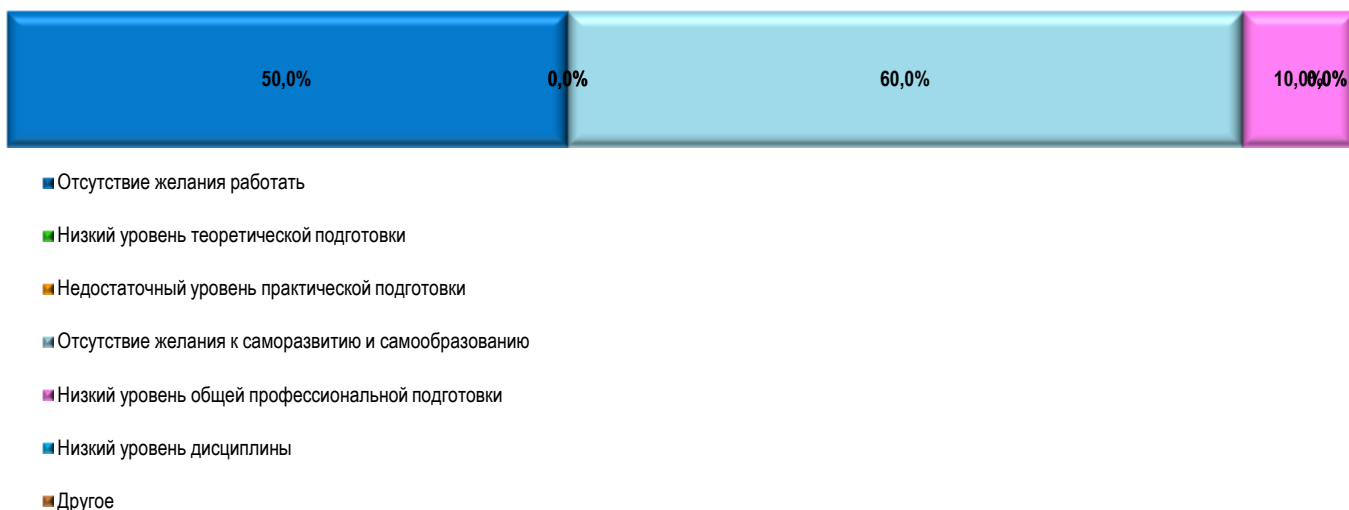 50,0% 0,0% 60,0% 10,0% 0,0%
Отсутствие желания работать
Низкий уровень теоретической подготовки
Недостаточный уровень практической подготовки
Отсутствие желания к саморазвитию и самообразованию
Низкий уровень общей профессиональной подготовки
Низкий уровень дисциплины
Другое